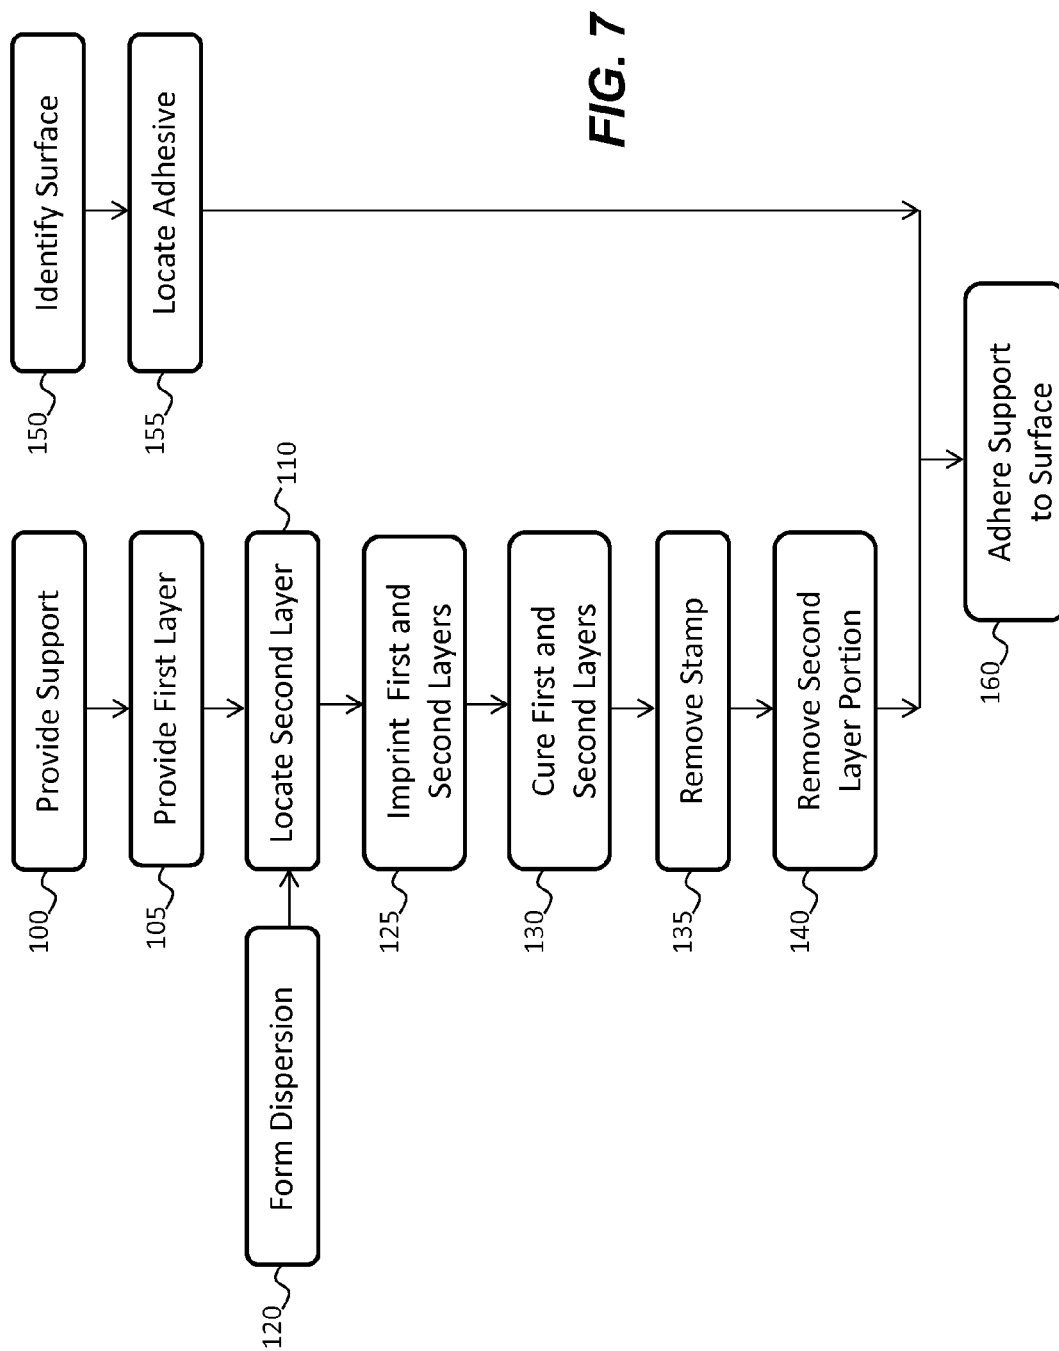 100
Provide Support
105
Provide First Layer
120
Form Dispersion
110
Locate Second Layer
125
Imprint First and
Second Layers
130
Cure First and
Second Layers
135
Remove Stamp
140
Remove Second
Layer Portion
150
Identify Surface
155
Locate Adhesive
160
Adhere Support
to Surface
FIG. 7